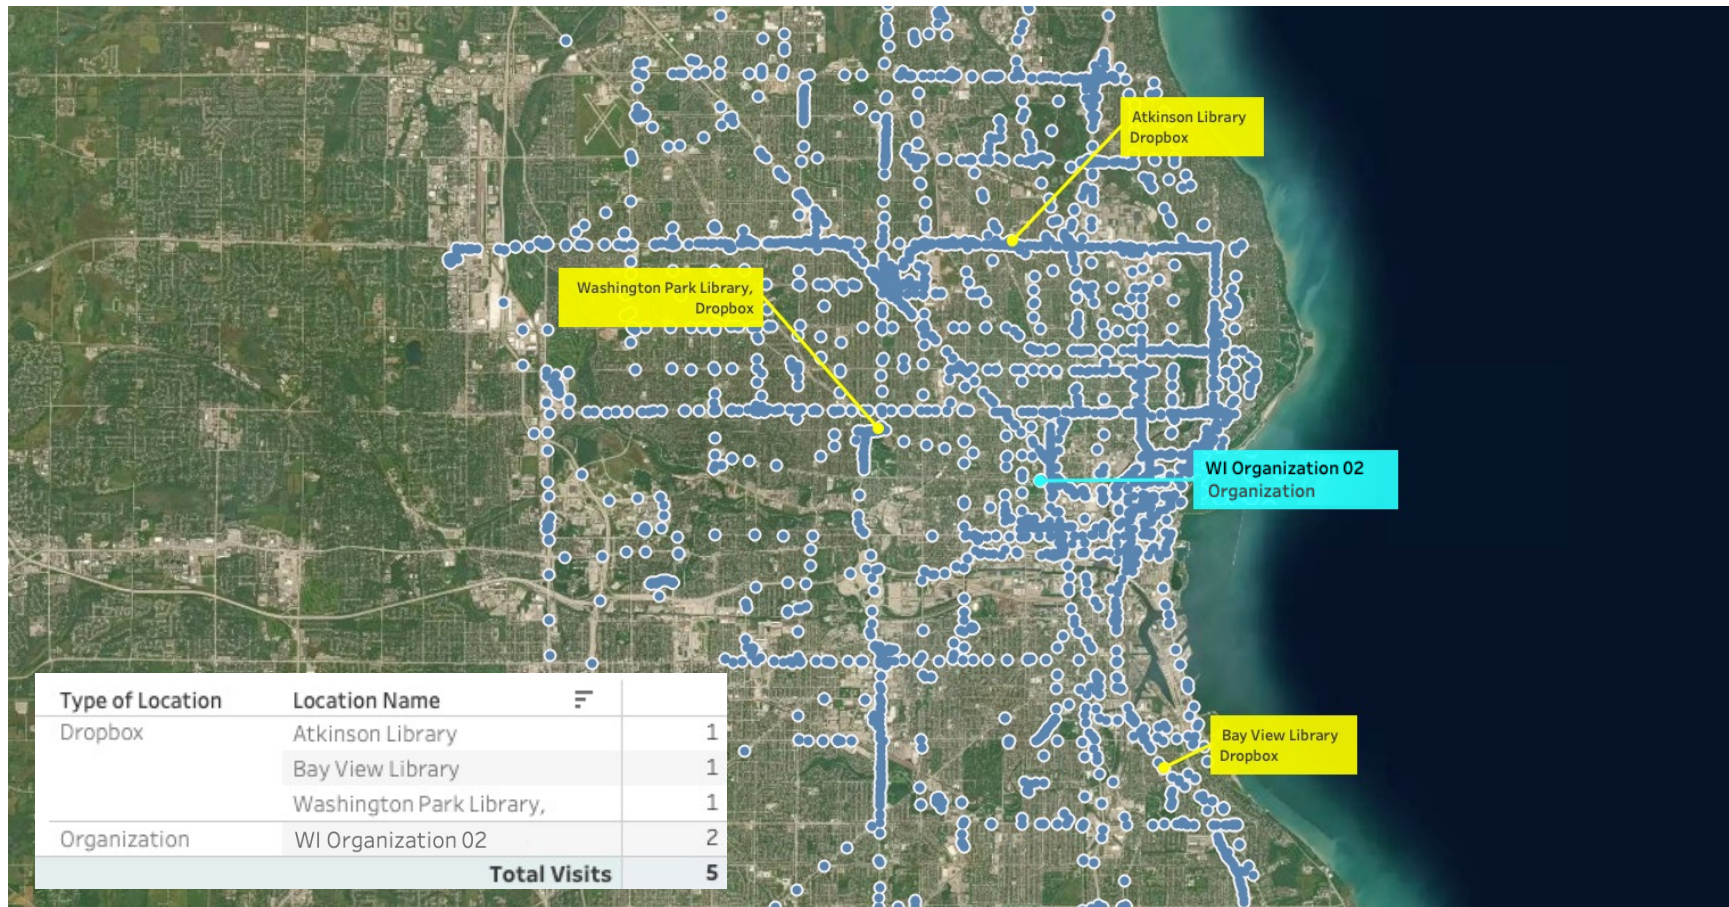 Atkinson Library
Dropbox
Washington Park Library,
Dropbox
WI Organization 02
Organization
Bay View Library
Dropbox
Type of Location Location Name
Dropbox Atkinson Library 1
Bay View Library 1
Washington Park Library, 1
Organization WI Organization 02 2
Total Visits 5